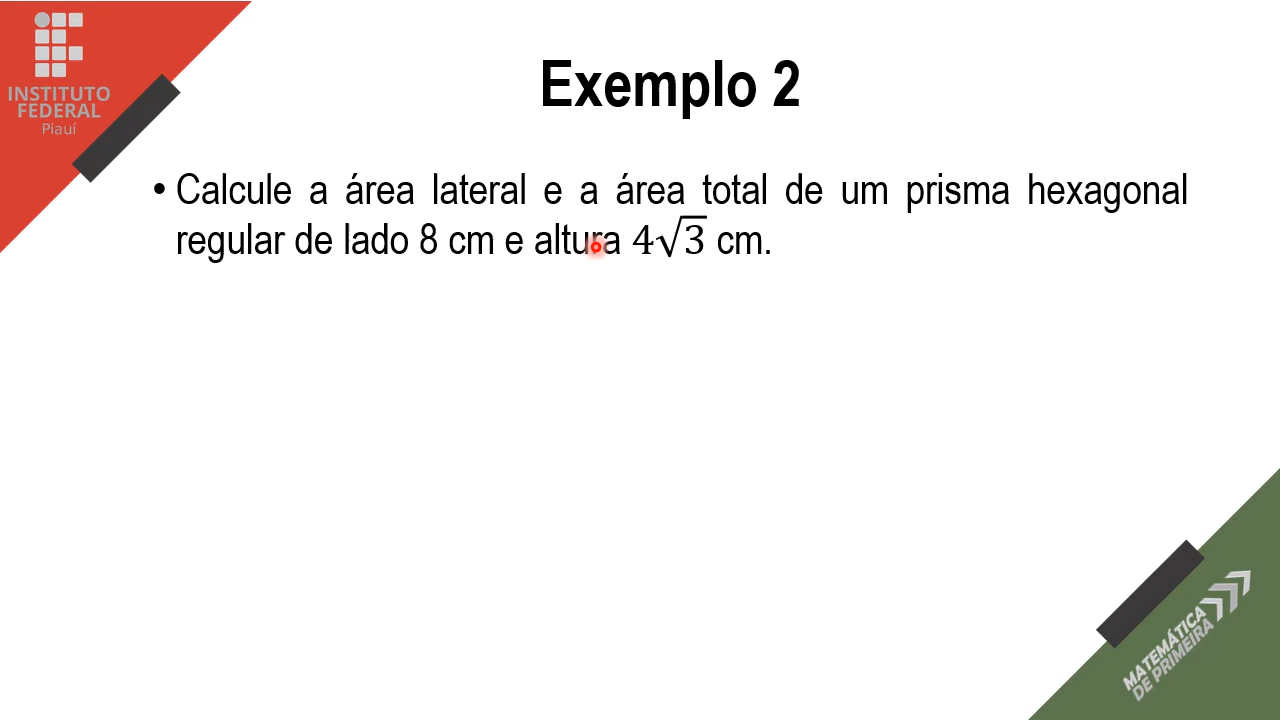 INSTITUTO
FEDERAL
Piauí
Exemplo 2
• Calcule a área lateral e a área total de um prisma hexagonal
regular de lado 8 cm e altura 4√3 cm.
MATEMÁTICA
DE PRIMEIRA